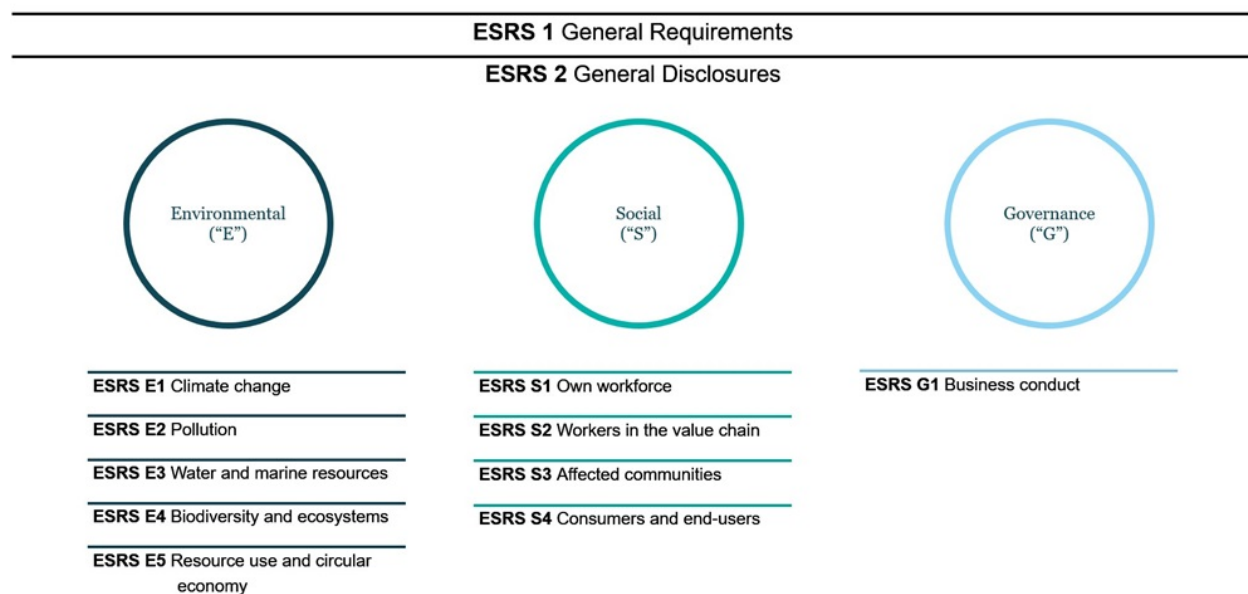 ESRS 1 General Requirements
ESRS 2 General Disclosures
Environmental
(“E”)
Social
(“S”)
Governance
(“G”)
ESRS E1 Climate change
ESRS E2 Pollution
ESRS E3 Water and marine resources
ESRS E4 Biodiversity and ecosystems
ESRS E5 Resource use and circular
economy
ESRS S1 Own workforce
ESRS S2 Workers in the value chain
ESRS S3 Affected communities
ESRS S4 Consumers and end-users
ESRS G1 Business conduct